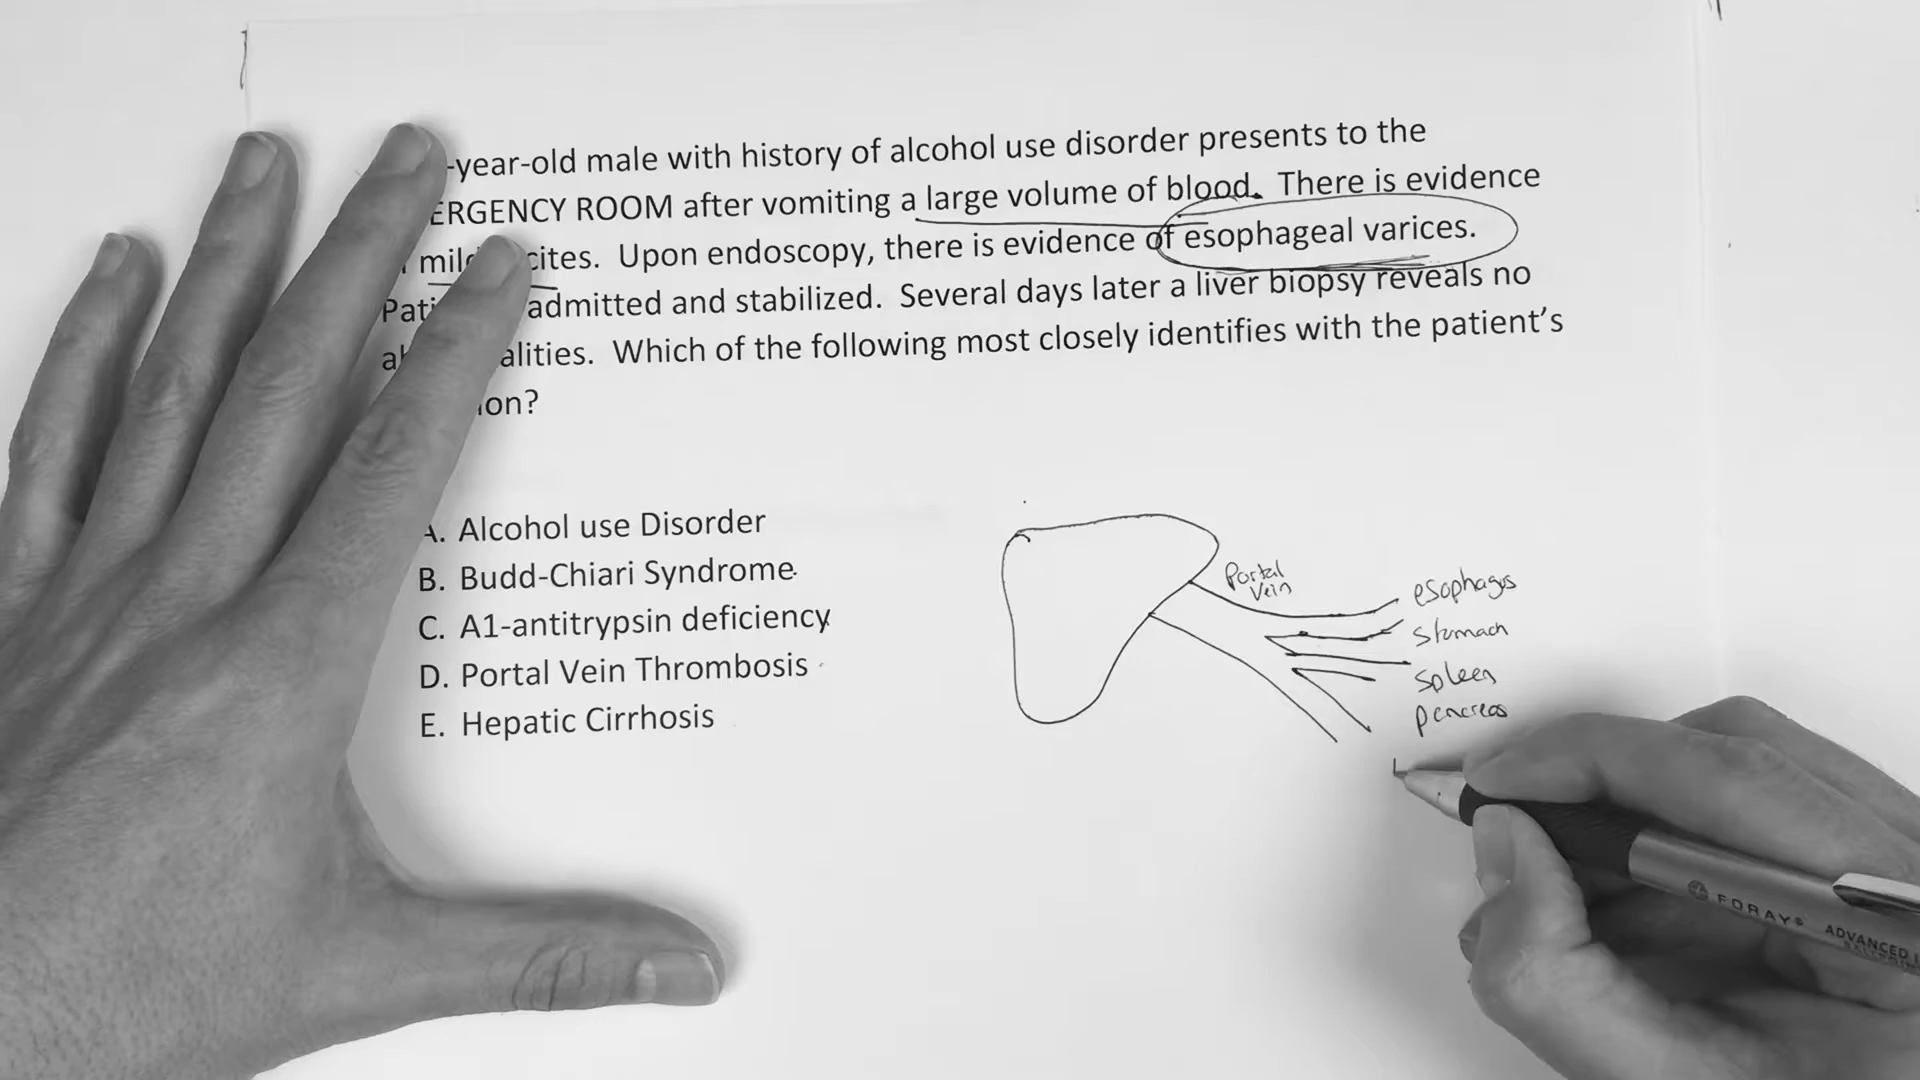 -year-old male with history of alcohol use disorder presents to the
ERGENCY ROOM after vomiting a large volume of blood. There is evidence
mild cites. Upon endoscopy, there is evidence of esophageal varices.
admitted and stabilized. Several days later a liver biopsy reveals no
alities. Which of the following most closely identifies with the patient's
ion?
A. Alcohol use Disorder
B. Budd-Chiari Syndrome
C. A1-antitrypsin deficiency
D. Portal Vein Thrombosis
E. Hepatic Cirrhosis
Portal
Vein
esophagus
stomach
spleen
pancreas
FORAY® ADVANCED